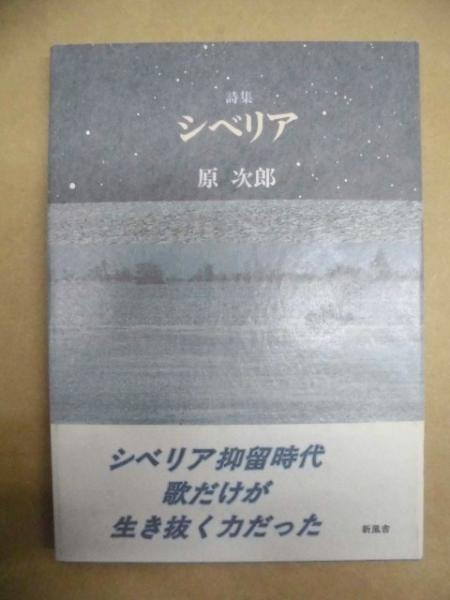 詩集
シベリア
原 次郎
シベリア抑留時代
歌だけが
生き抜く力だった
新風舎